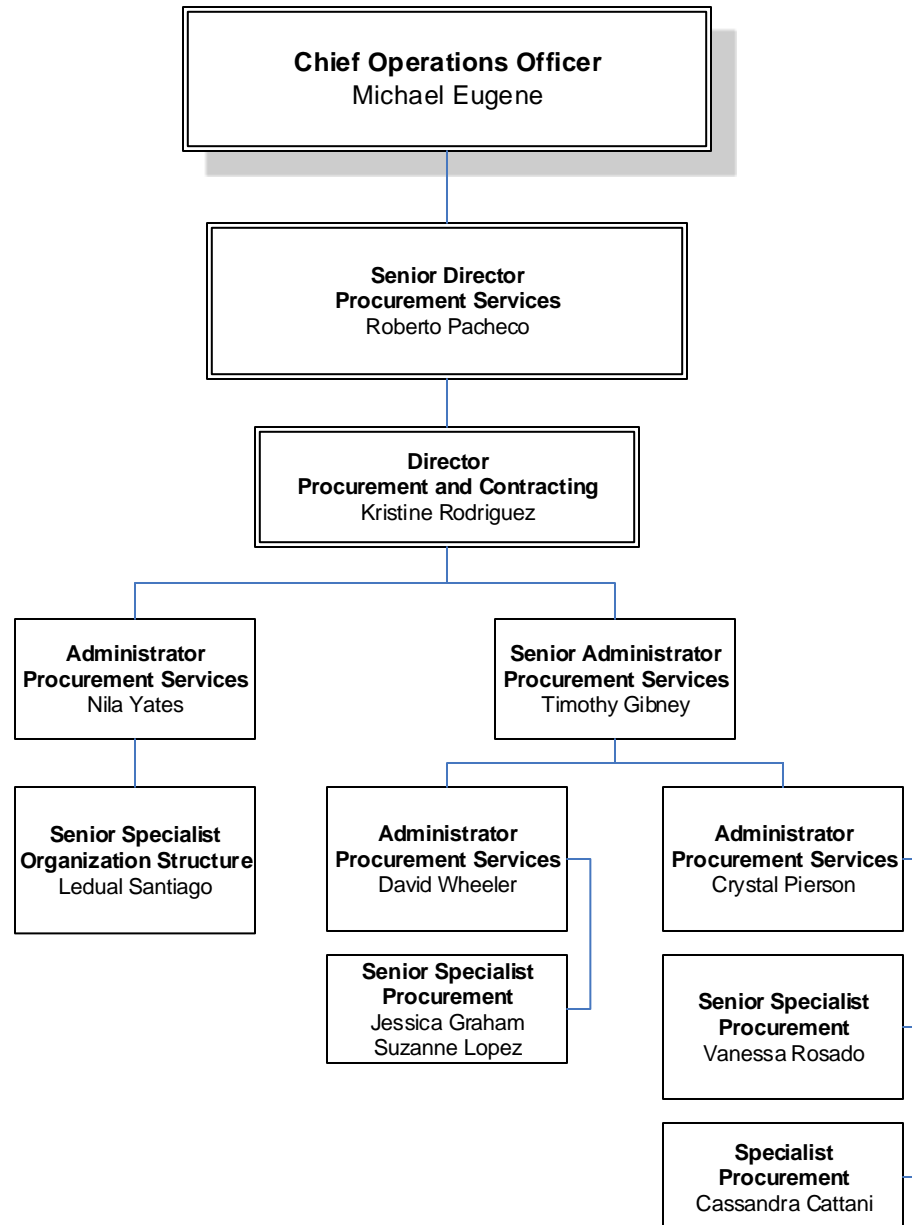 Chief Operations Officer
Michael Eugene
Senior Director
Procurement Services
Roberto Pacheco
Director
Procurement and Contracting
Kristine Rodriguez
Administrator
Procurement Services
Nila Yates
Senior Administrator
Procurement Services
Timothy Gibney
Senior Specialist
Organization Structure
Ledual Santiago
Administrator
Procurement Services
David Wheeler
Administrator
Procurement Services
Crystal Pierson
Senior Specialist
Procurement
Jessica Graham
Suzanne Lopez
Senior Specialist
Procurement
Vanessa Rosado
Specialist
Procurement
Cassandra Cattani